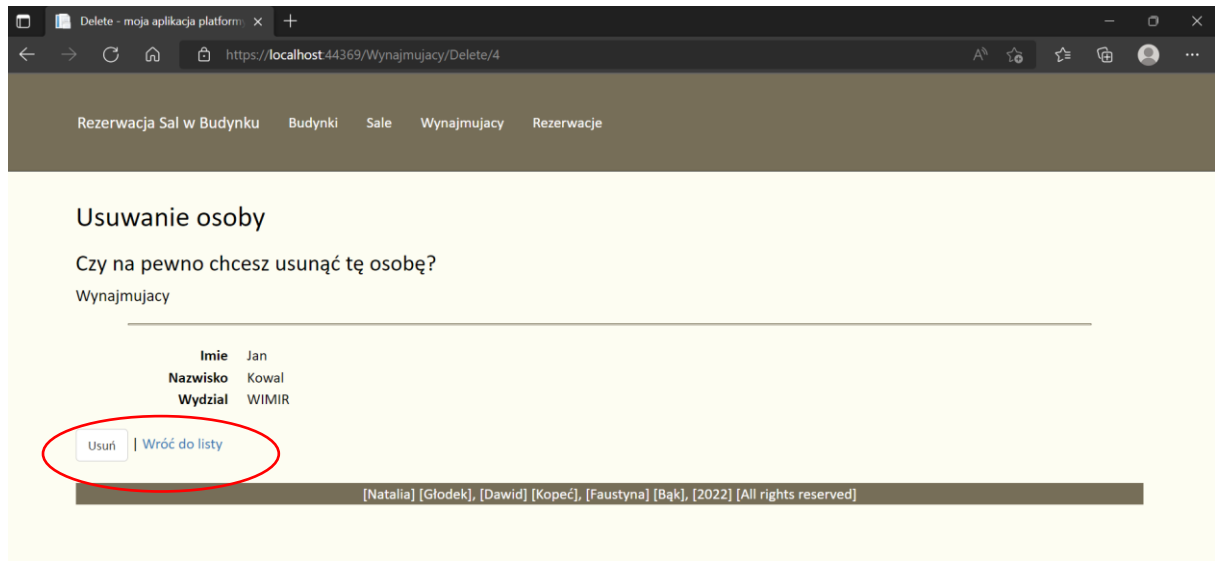 Delete - moja aplikacja platformy
https://localhost:44369/Wynajmujacy/Delete/4
Rezerwacja Sal w Budynku Budynki Sale Wynajmujacy Rezerwacje
Usuwanie osoby
Czy na pewno chcesz usunąć tę osobę?
Wynajmujacy
Imie Jan
Nazwisko Kowal
Wydzial WIMIR
Usuń | Wróć do listy
[Natalia] [Głodek], [Dawid] [Kopeć], [Faustyna] [Bąk], [2022] [All rights reserved]